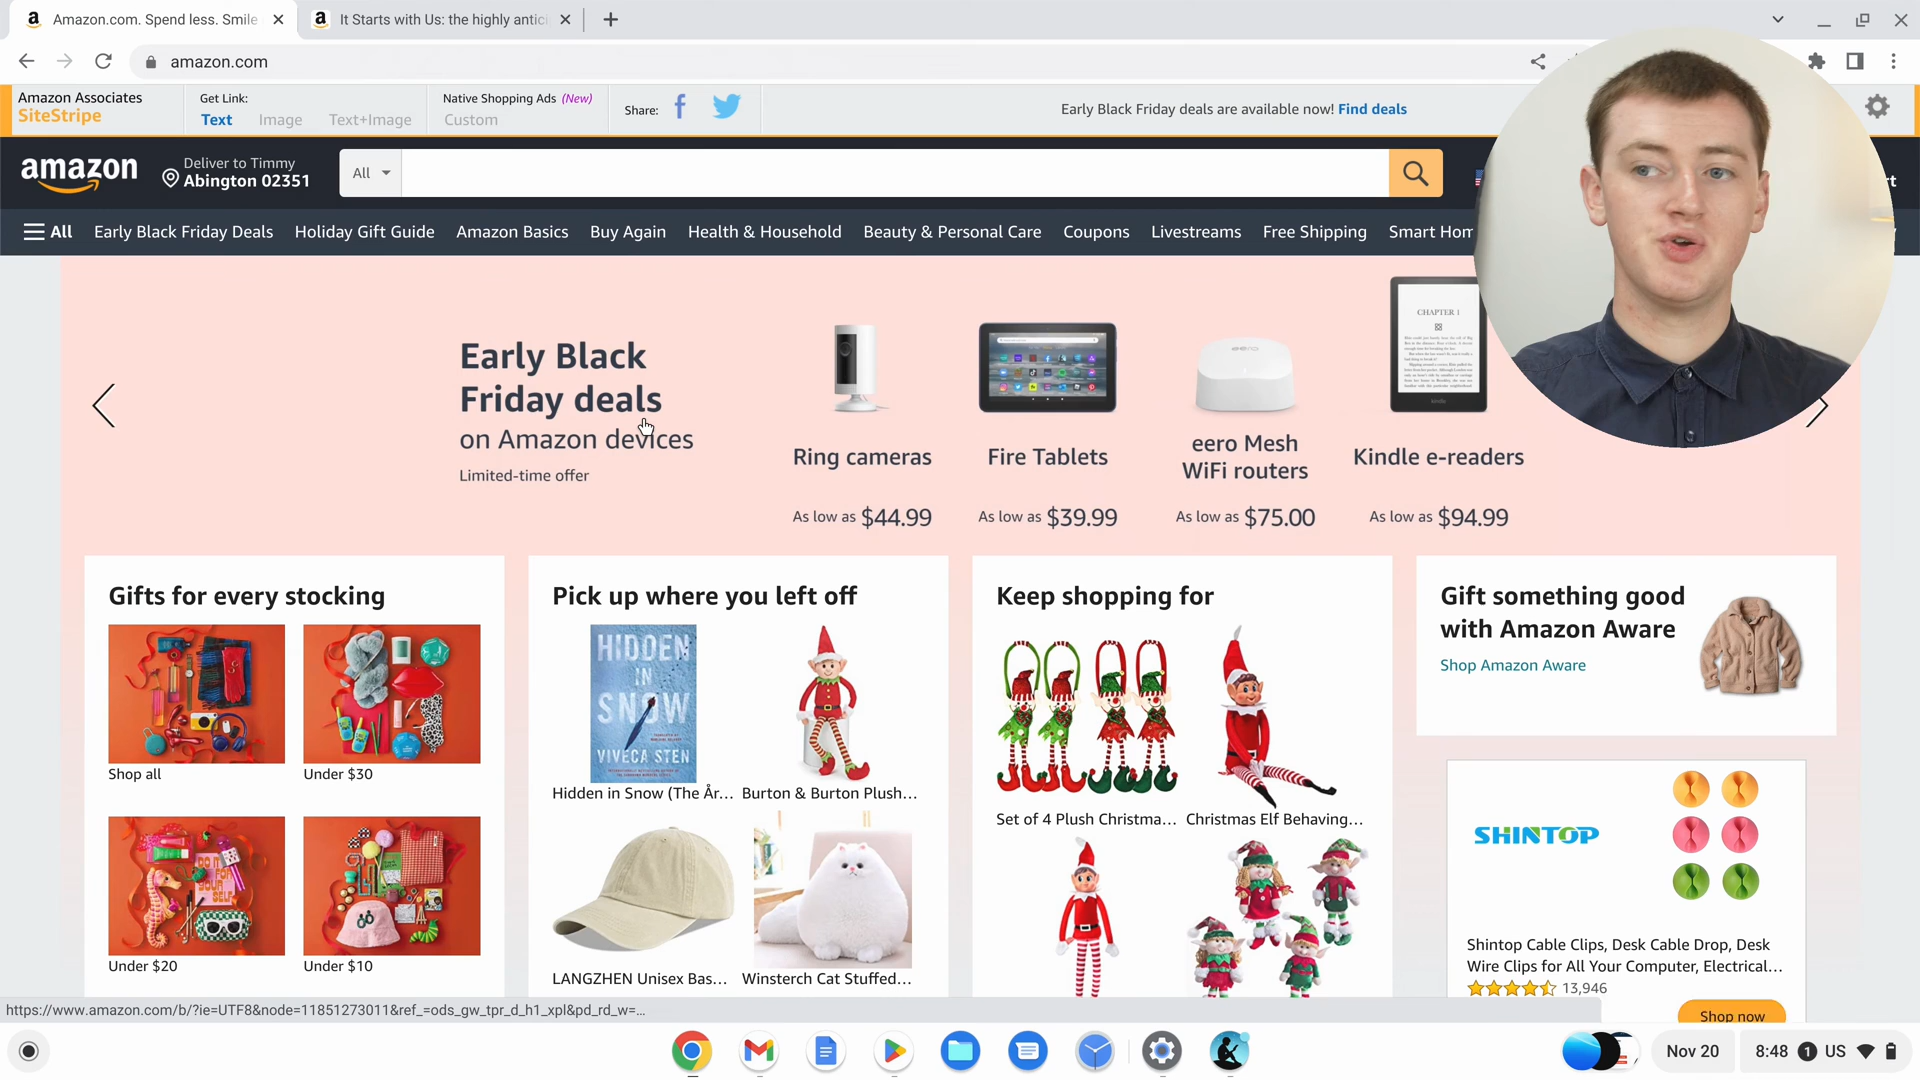 Amazon.com. Spend less. Smile
It Starts with Us: the highly antici
amazon.com
Amazon Associates
SiteStripe
Get Link:
Text
Image
Text+Image
Native Shopping Ads (New)
Custom
Share:
Early Black Friday deals are available now! Find deals
amazon
Deliver to Timmy
Abington 02351
All
All
Early Black Friday Deals
Holiday Gift Guide
Amazon Basics
Buy Again
Health & Household
Beauty & Personal Care
Coupons
Livestreams
Free Shipping
Smart Hom
Early Black
Friday deals
on Amazon devices
Limited-time offer
Ring cameras
As low as $44.99
Fire Tablets
As low as $39.99
eero Mesh
WiFi routers
As low as $75.00
CHAPTER 1
kindle
Kindle e-readers
As low as $94.99
Gifts for every stocking
Shop all
Under $30
Under $20
Under $10
Pick up where you left off
HIDDEN
IN
SNOW
VIVECA STEN
Hidden in Snow (The År...
Burton & Burton Plush...
LANGZHEN Unisex Bas...
Winsterch Cat Stuffed...
Keep shopping for
Set of 4 Plush Christma...
Christmas Elf Behaving...
Gift something good
with Amazon Aware
Shop Amazon Aware
SHINTOP
Shintop Cable Clips, Desk Cable Drop, Desk
Wire Clips for All Your Computer, Electrical...
13,946
Shop now
https://www.amazon.com/b/?ie=UTF8&node=11851273011&ref_=ods_gw_tpr_d_h1_xpl&pd_rd_w=...
Nov 20
8:48
1
US